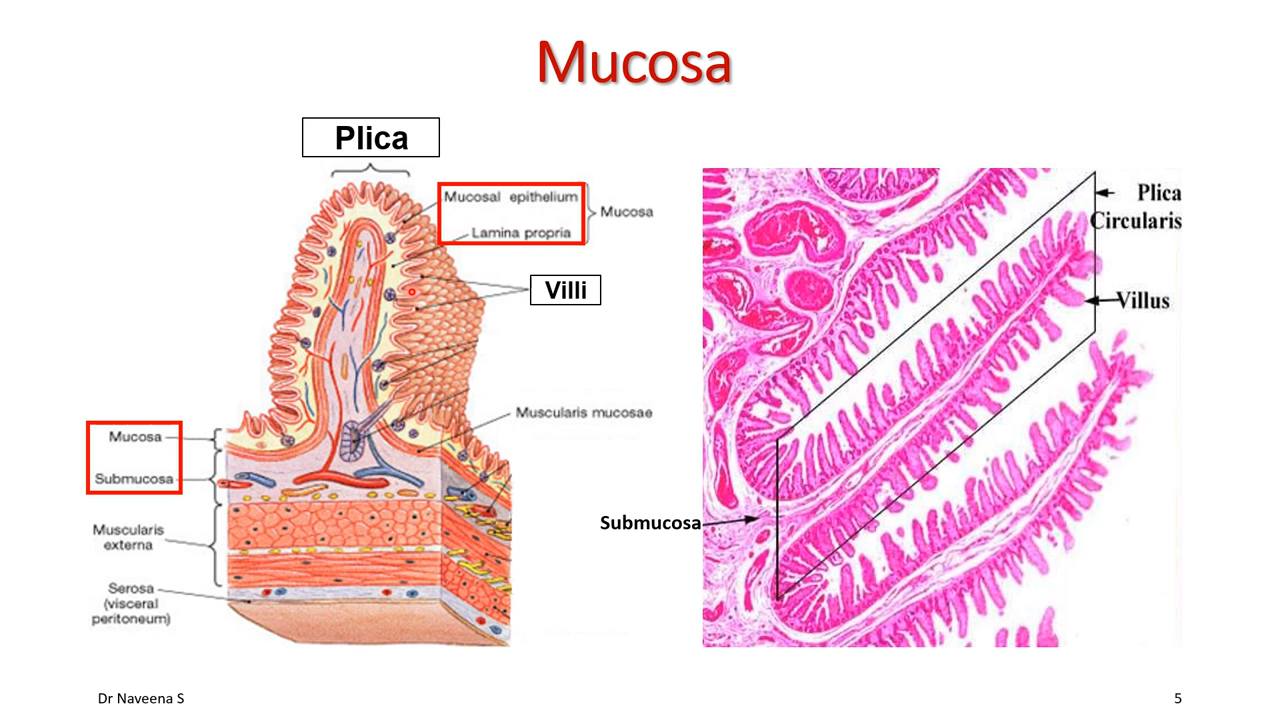 Mucosa
Plica
Mucosal epithelium
Mucosa
Lamina propria
Villi
Muscularis mucosae
Mucosa
Submucosa
Muscularis
externa
Serosa
(visceral
peritoneum)
Plica
Circularis
Villus
Submucosa
Dr Naveena S
5